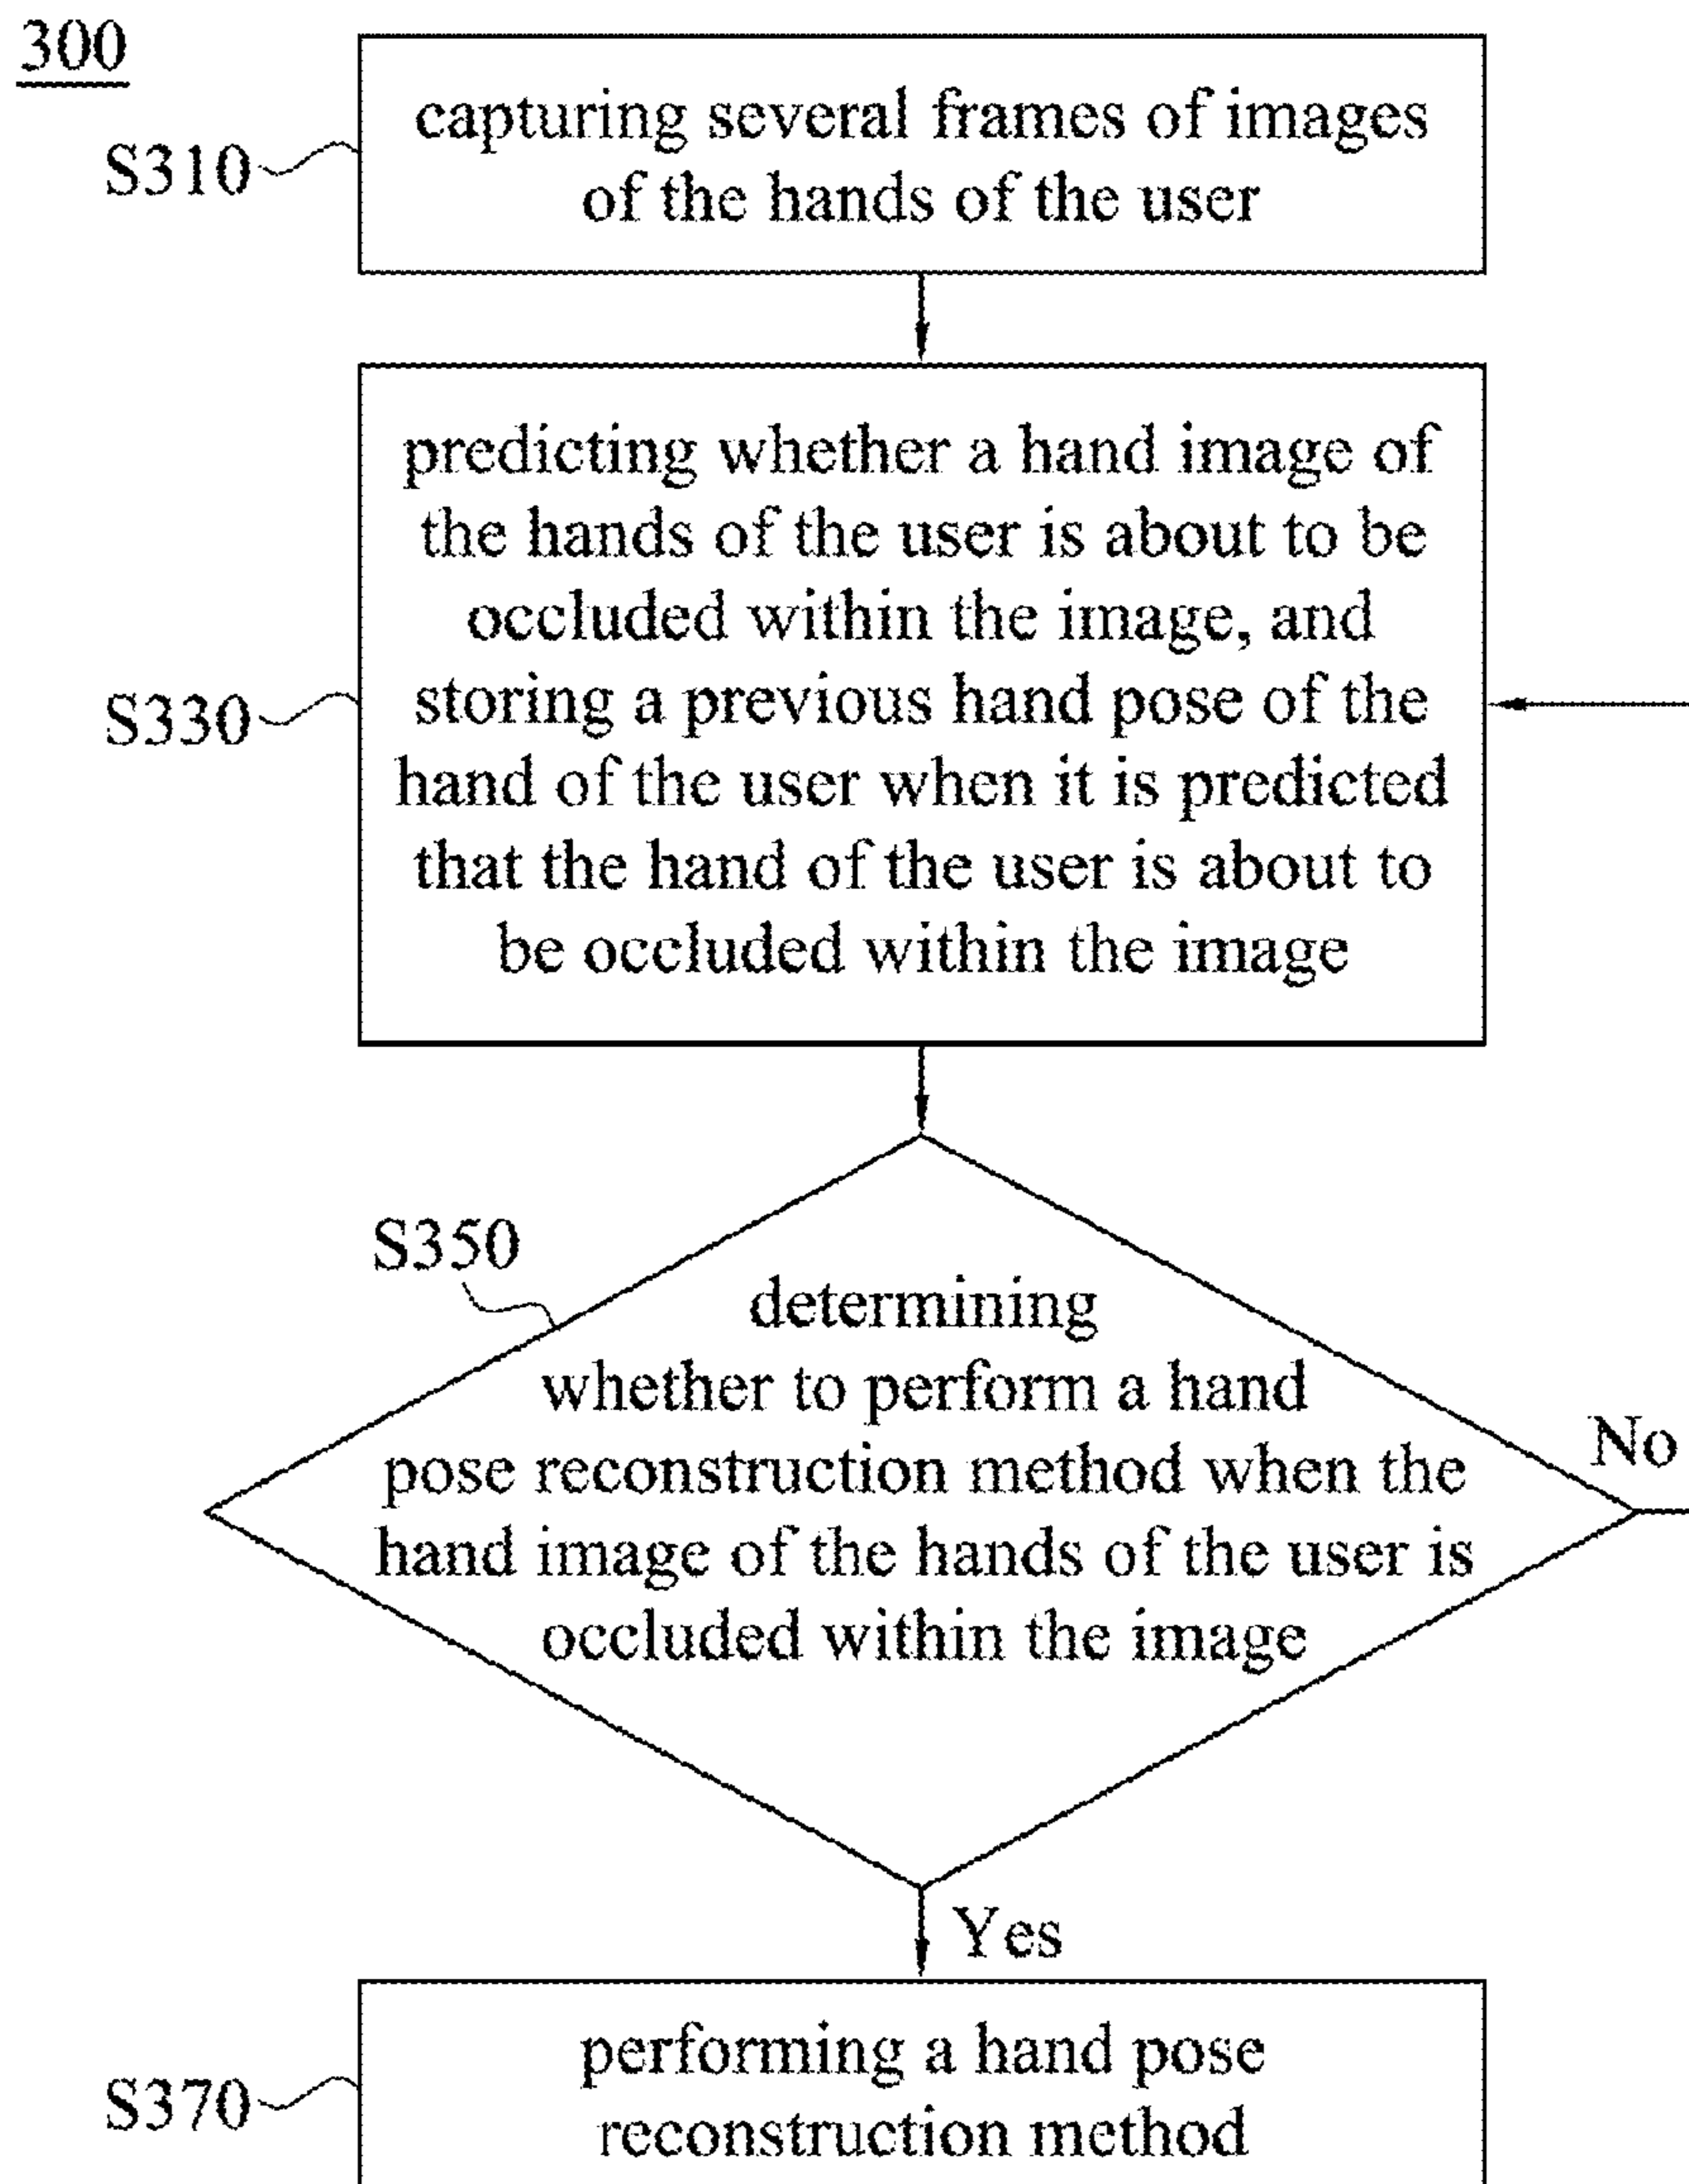 300
S310
capturing several frames of images
of the hands of the user
S330
predicting whether a hand image of
the hands of the user is about to be
occluded within the image, and
storing a previous hand pose of the
hand of the user when it is predicted
that the hand of the user is about to
be occluded within the image
S350
determining
whether to perform a hand
pose reconstruction method when the
hand image of the hands of the user is
occluded within the image
No
Yes
S370
performing a hand pose
reconstruction method